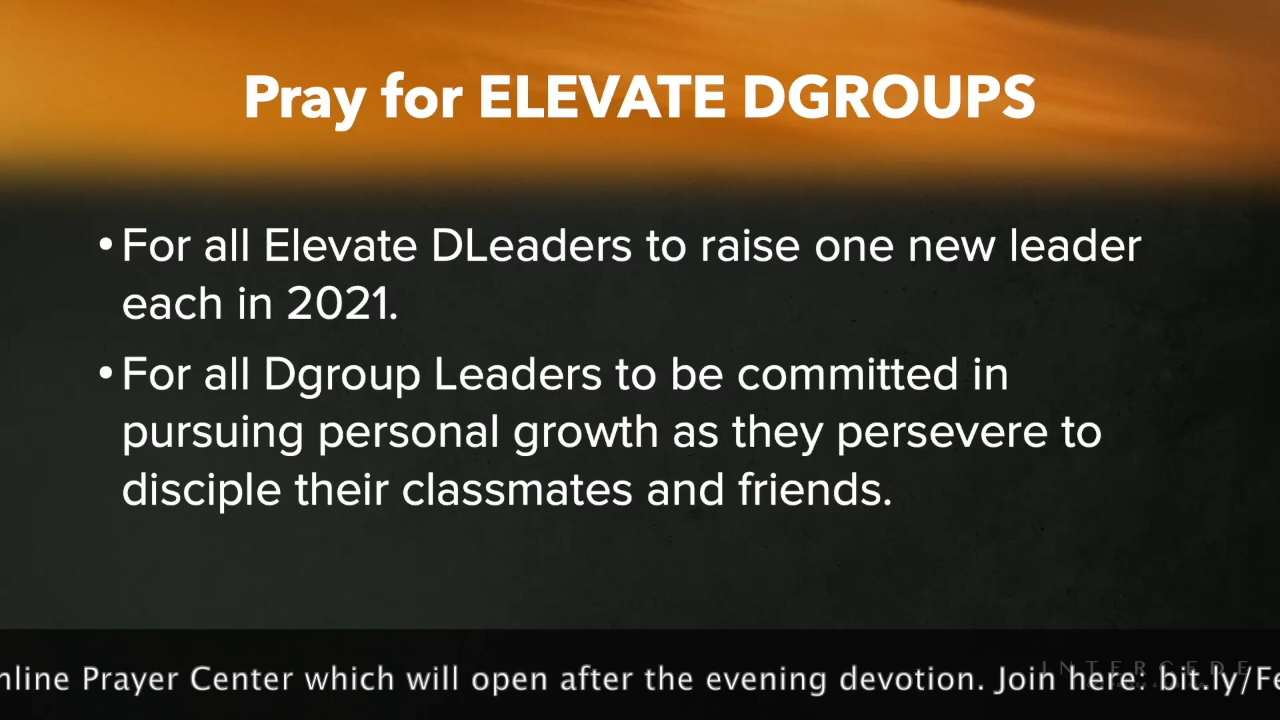 Pray for ELEVATE DGROUPS
•For all Elevate DLeaders to raise one new leader
each in 2021.
•For all Dgroup Leaders to be committed in
pursuing personal growth as they persevere to
disciple their classmates and friends.
INTERCEDE
nline Prayer Center which will open after the evening devotion. Join here: bit.ly/Fe